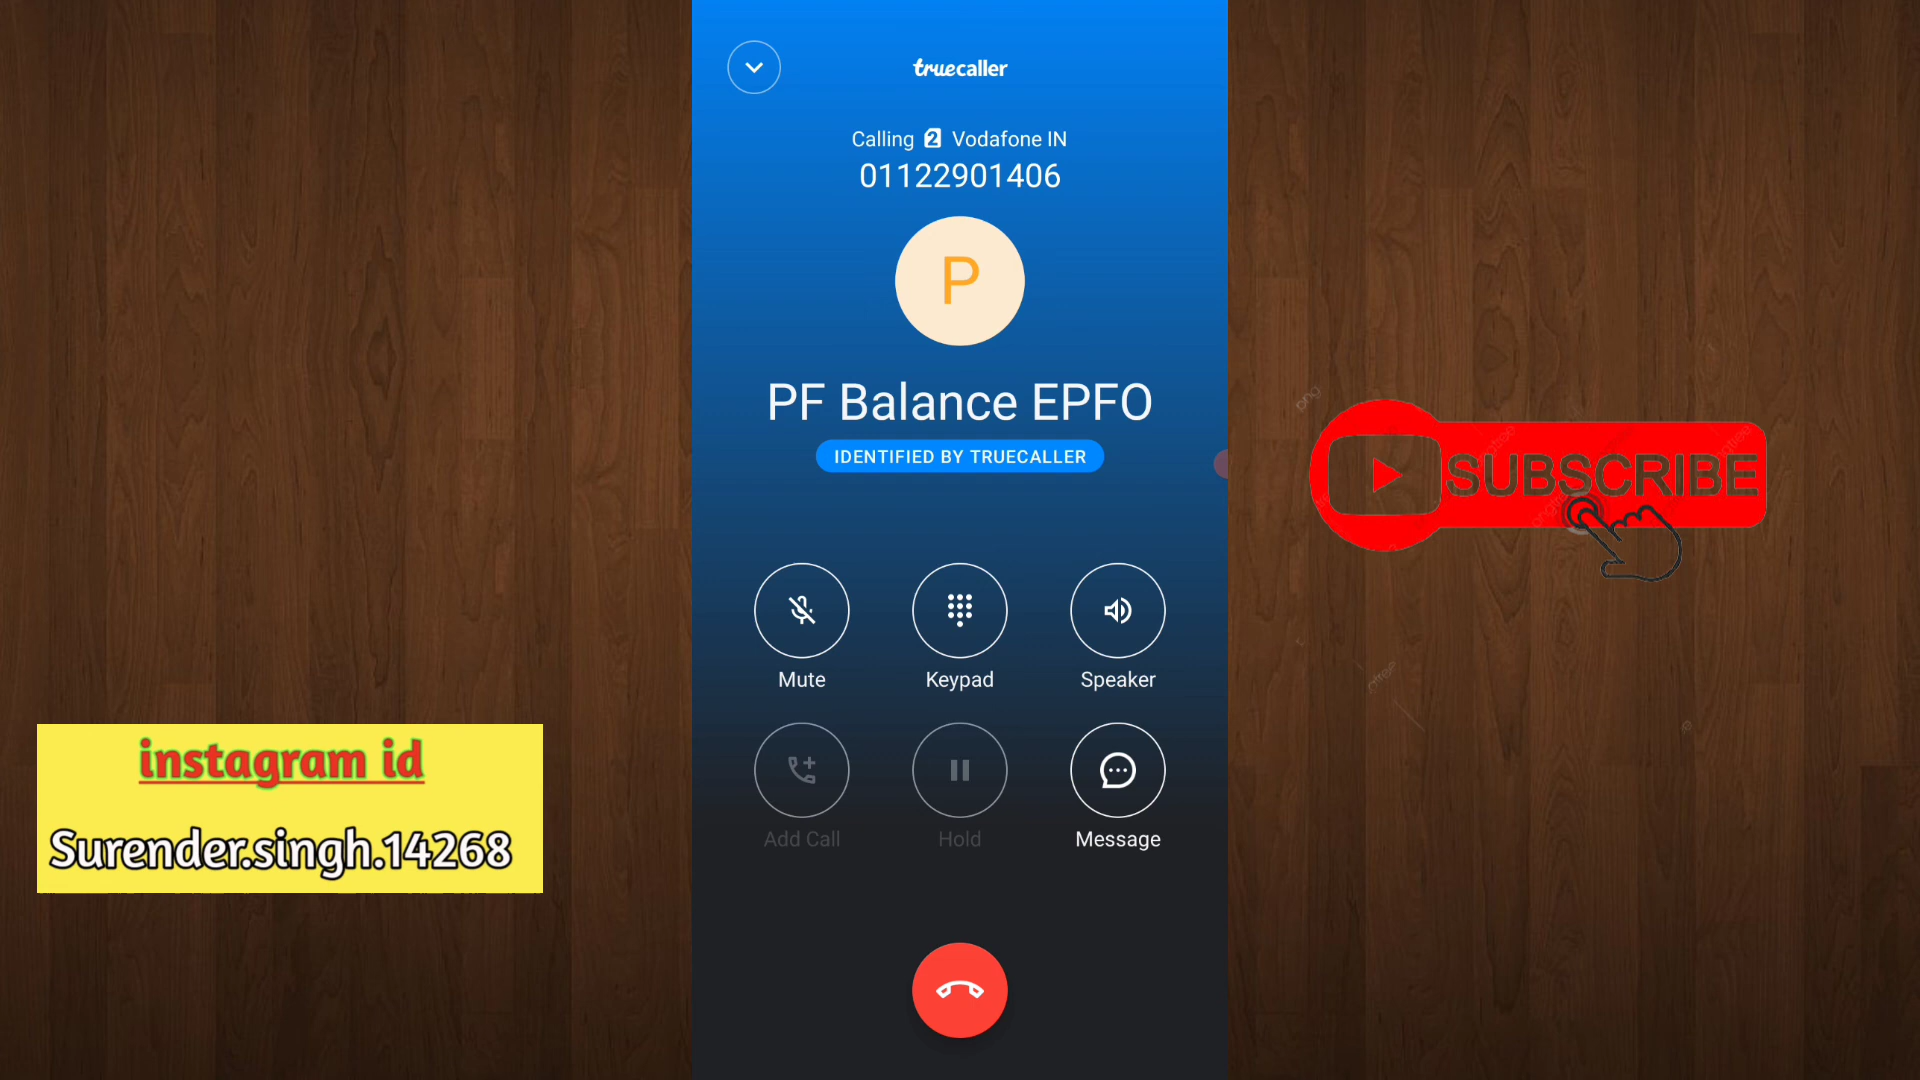 truecaller
Calling 2 Vodafone IN
01122901406
P
PF Balance EPFO
IDENTIFIED BY TRUECALLER
Mute
Keypad
Speaker
Add Call
Hold
Message
SUBSCRIBE
instagram id
Surender.singh.14268